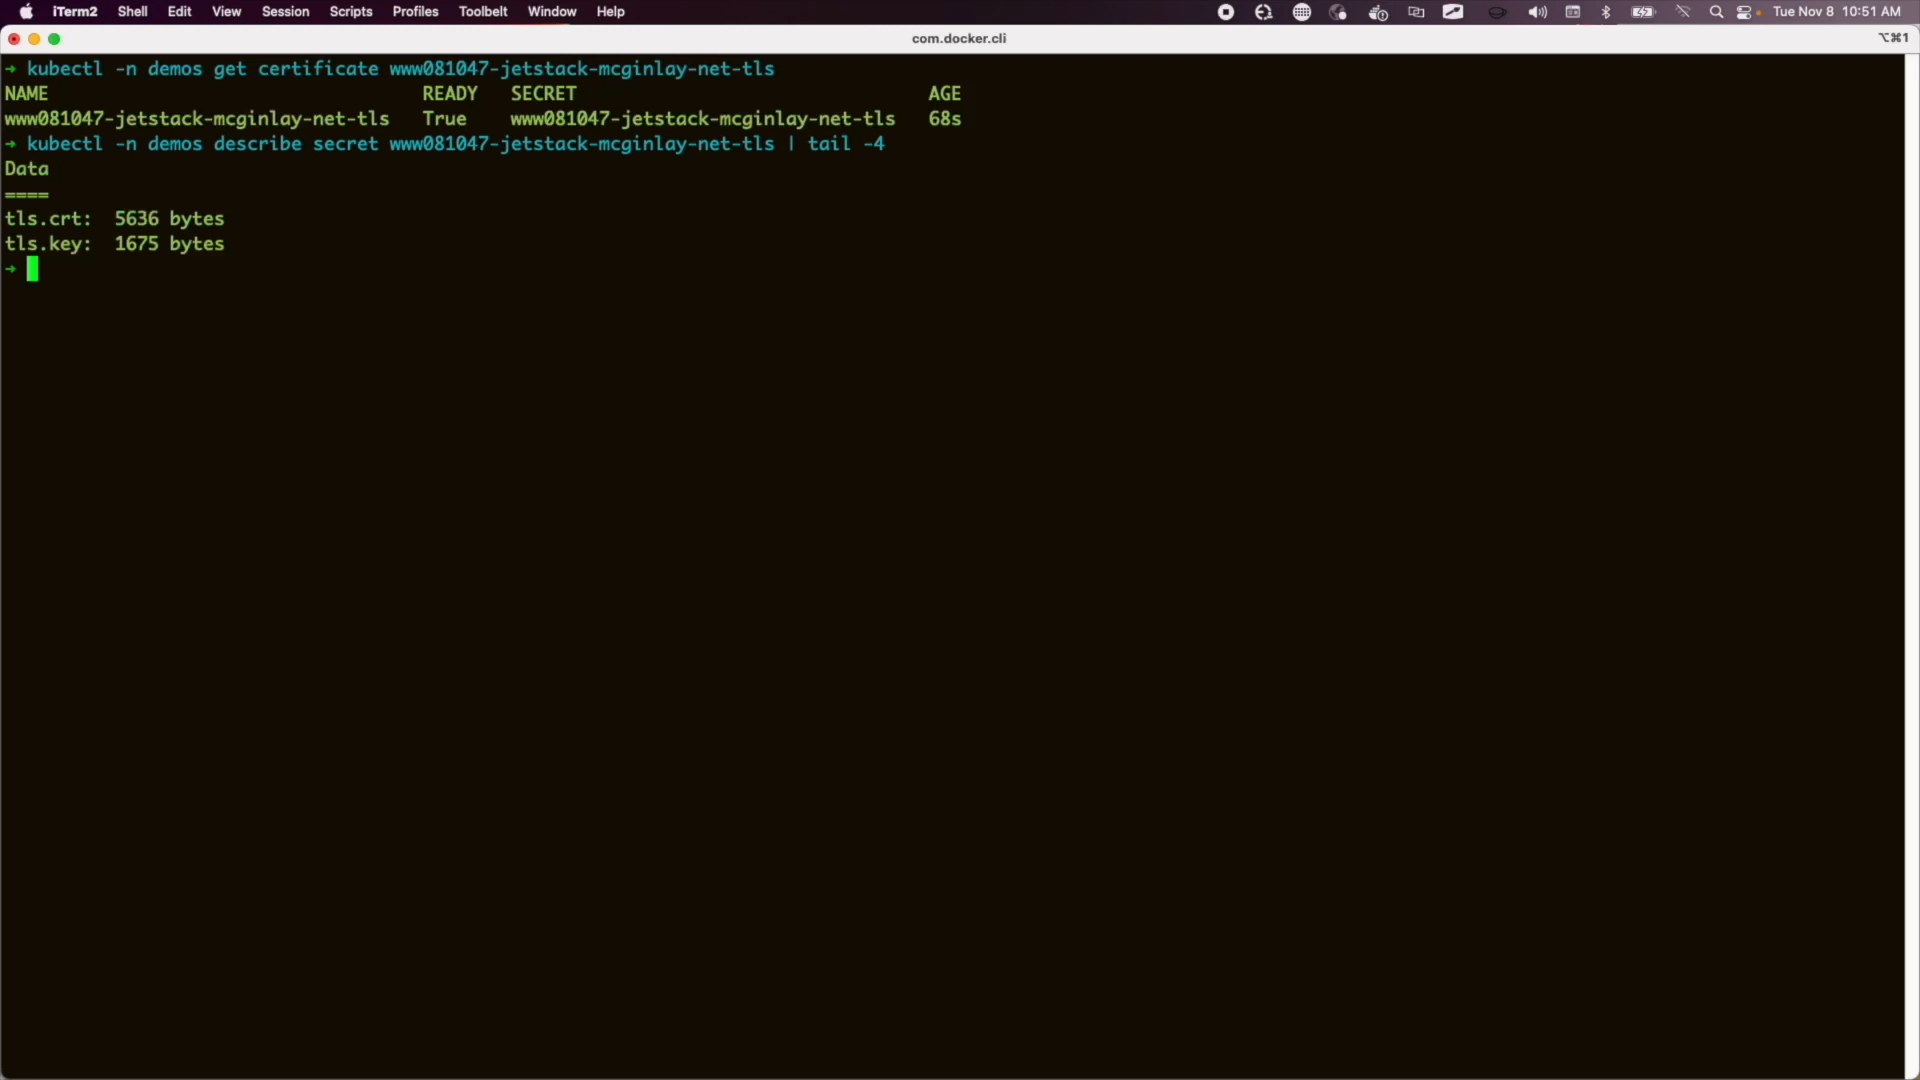 iTerm2 Shell Edit View Session Scripts Profiles Toolbelt Window Help Tue Nov 8 10:51 AM
com.docker.cli ⌥⌘1
➜ kubectl -n demos get certificate www081047-jetstack-mcginlay-net-tls
NAME READY SECRET AGE
www081047-jetstack-mcginlay-net-tls True www081047-jetstack-mcginlay-net-tls 68s
➜ kubectl -n demos describe secret www081047-jetstack-mcginlay-net-tls | tail -4
Data
====
tls.crt: 5636 bytes
tls.key: 1675 bytes
➜